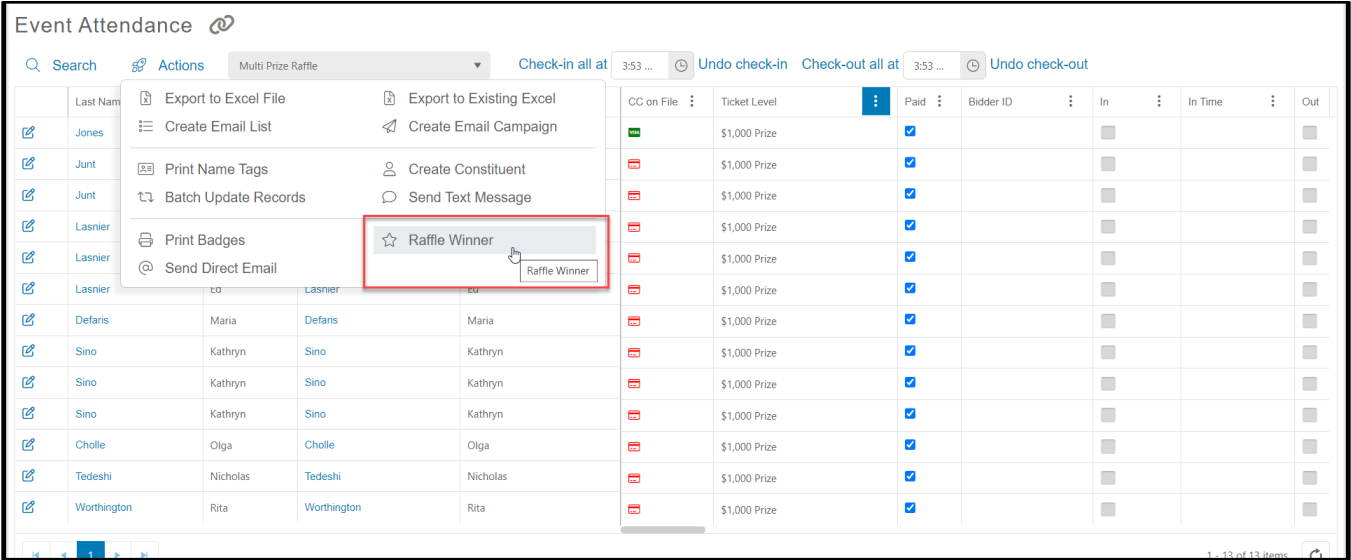 Event Attendance
Search Actions Multi Prize Raffle Check-in all at 3:53 ... Undo check-in Check-out all at 3:53 ... Undo check-out
Last Nam CC on File Ticket Level Paid Bidder ID In In Time Out
Export to Excel File Export to Existing Excel
Create Email List Create Email Campaign
Print Name Tags Create Constituent
Batch Update Records Send Text Message
Print Badges Raffle Winner
Send Direct Email Raffle Winner
Jones VISA $1,000 Prize
Junt $1,000 Prize
Junt $1,000 Prize
Lasnier $1,000 Prize
Lasnier $1,000 Prize
Lasnier Ed Lasnier Ed $1,000 Prize
Defaris Maria Defaris Maria $1,000 Prize
Sino Kathryn Sino Kathryn $1,000 Prize
Sino Kathryn Sino Kathryn $1,000 Prize
Sino Kathryn Sino Kathryn $1,000 Prize
Cholle Olga Cholle Olga $1,000 Prize
Tedeshi Nicholas Tedeshi Nicholas $1,000 Prize
Worthington Rita Worthington Rita $1,000 Prize
1 1 - 13 of 13 items